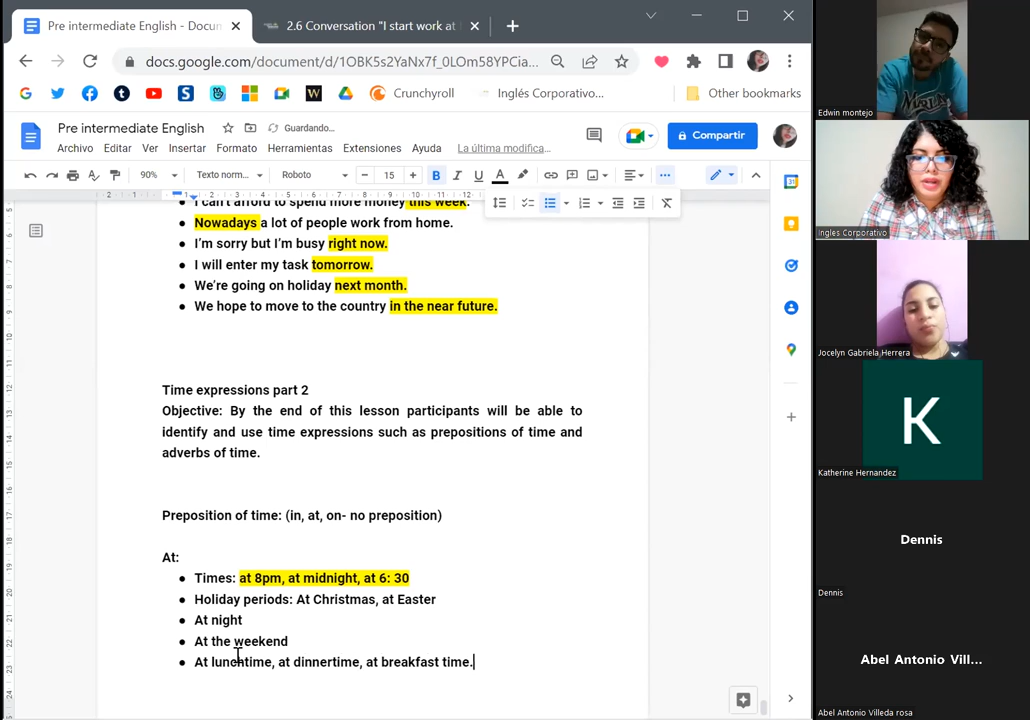 Pre intermediate English - Docum
2.6 Conversation "I start work at
docs.google.com/document/d/1OBK5s2YaNx7f_0LOm58YPCia...
Crunchyroll
Inglés Corporativo...
Other bookmarks
Pre intermediate English
Guardando...
Archivo Editar Ver Insertar Formato Herramientas Extensiones Ayuda La última modifica...
Compartir
90% Texto norm... Roboto 15
I can't afford to spend more money this week.
Nowadays a lot of people work from home.
I'm sorry but I'm busy right now.
I will enter my task tomorrow.
We're going on holiday next month.
We hope to move to the country in the near future.
Time expressions part 2
Objective: By the end of this lesson participants will be able to
identify and use time expressions such as prepositions of time and
adverbs of time.
Preposition of time: (in, at, on- no preposition)
At:
Times: at 8pm, at midnight, at 6: 30
Holiday periods: At Christmas, at Easter
At night
At the weekend
At lunchtime, at dinnertime, at breakfast time.
Edwin montejo
Ingles Corporativo
Jocelyn Gabriela Herrera
K
Katherine Hernandez
Dennis
Dennis
Abel Antonio Vill...
Abel Antonio Villeda rosa